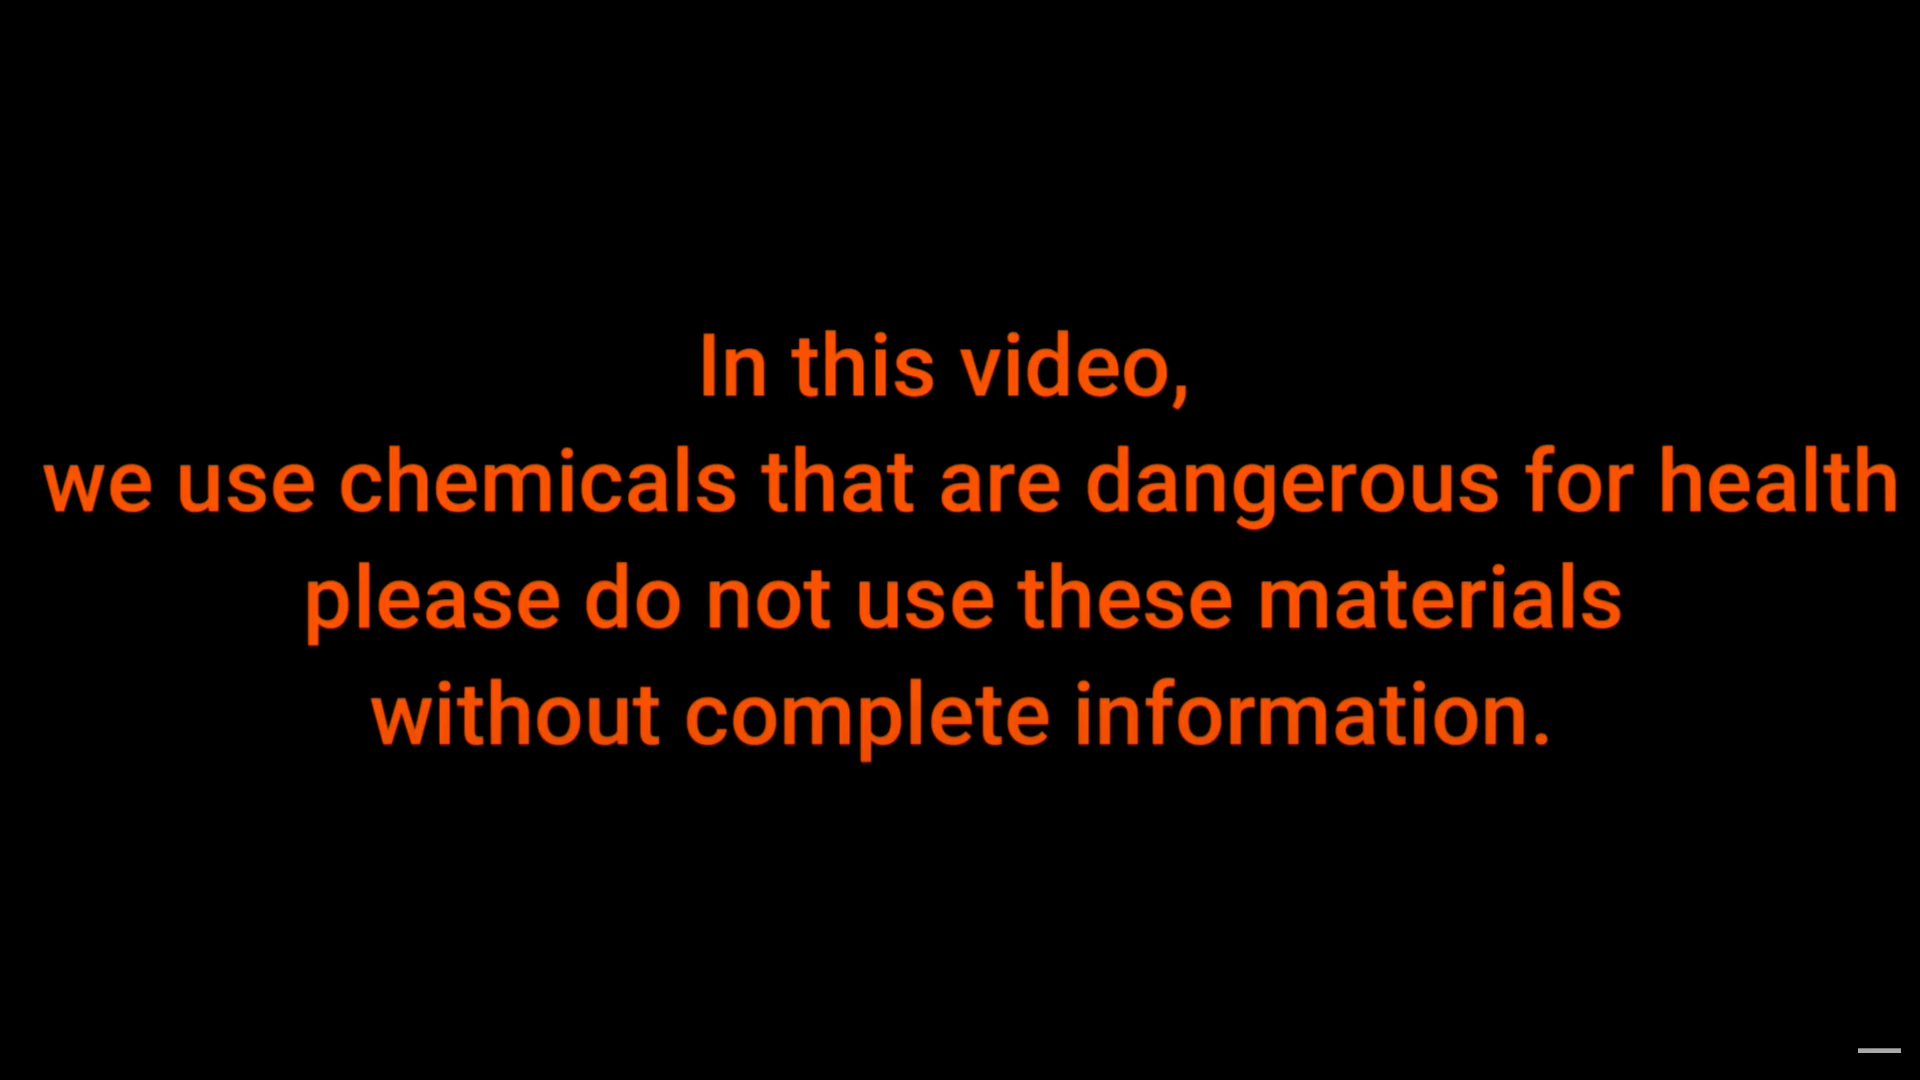 In this video,
we use chemicals that are dangerous for health
please do not use these materials
without complete information.